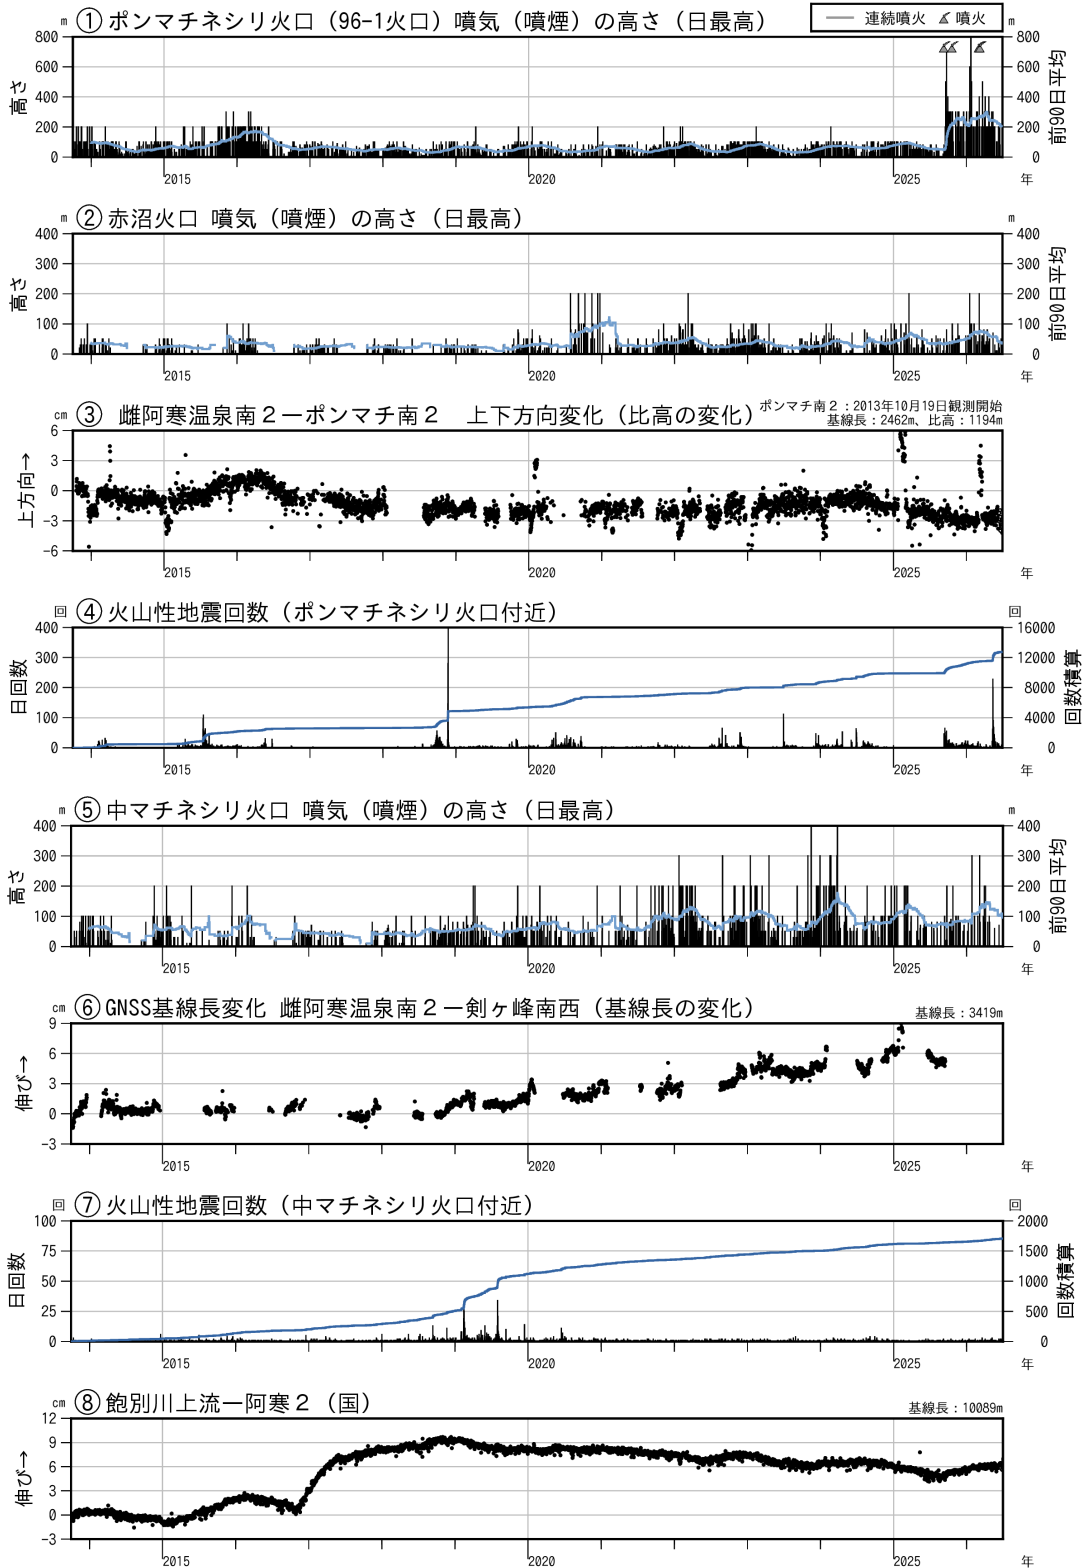 m ① ポンマチネシリ火口（96-1火口）噴気（噴煙）の高さ（日最高） 連続噴火 噴火 m
800 800
600 600
400 400
200 200
0 0
高さ 前90日平均
2015 2020 2025 年
m ② 赤沼火口 噴気（噴煙）の高さ（日最高） m
400 400
300 300
200 200
100 100
0 0
高さ 前90日平均
2015 2020 2025 年
cm ③ 雌阿寒温泉南２ーポンマチ南２　上下方向変化（比高の変化） ポンマチ南２：2013年10月19日観測開始
基線長：2462m、比高：1194m
6
3
0
-3
-6
上方向→
2015 2020 2025 年
回 ④ 火山性地震回数（ポンマチネシリ火口付近） 回
400 16000
300 12000
200 8000
100 4000
0 0
日回数 回数積算
2015 2020 2025 年
m ⑤ 中マチネシリ火口 噴気（噴煙）の高さ（日最高） m
400 400
300 300
200 200
100 100
0 0
高さ 前90日平均
2015 2020 2025 年
cm ⑥ GNSS基線長変化 雌阿寒温泉南２ー剣ヶ峰南西（基線長の変化） 基線長：3419m
9
6
3
0
-3
伸び→
2015 2020 2025 年
回 ⑦ 火山性地震回数（中マチネシリ火口付近） 回
100 2000
75 1500
50 1000
25 500
0 0
日回数 回数積算
2015 2020 2025 年
cm ⑧ 飽別川上流ー阿寒２（国） 基線長：10089m
12
9
6
3
0
-3
伸び→
2015 2020 2025 年